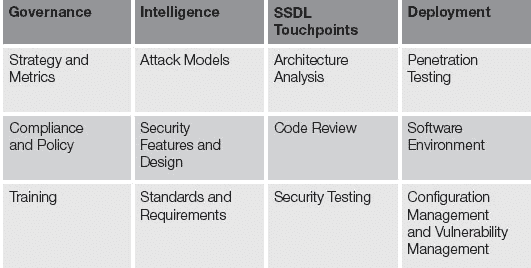 Governance
Intelligence
SSDL
Touchpoints
Deployment
Strategy and
Metrics
Attack Models
Architecture
Analysis
Penetration
Testing
Compliance
and Policy
Security
Features and
Design
Code Review
Software
Environment
Training
Standards and
Requirements
Security Testing
Configuration
Management
and Vulnerability
Management